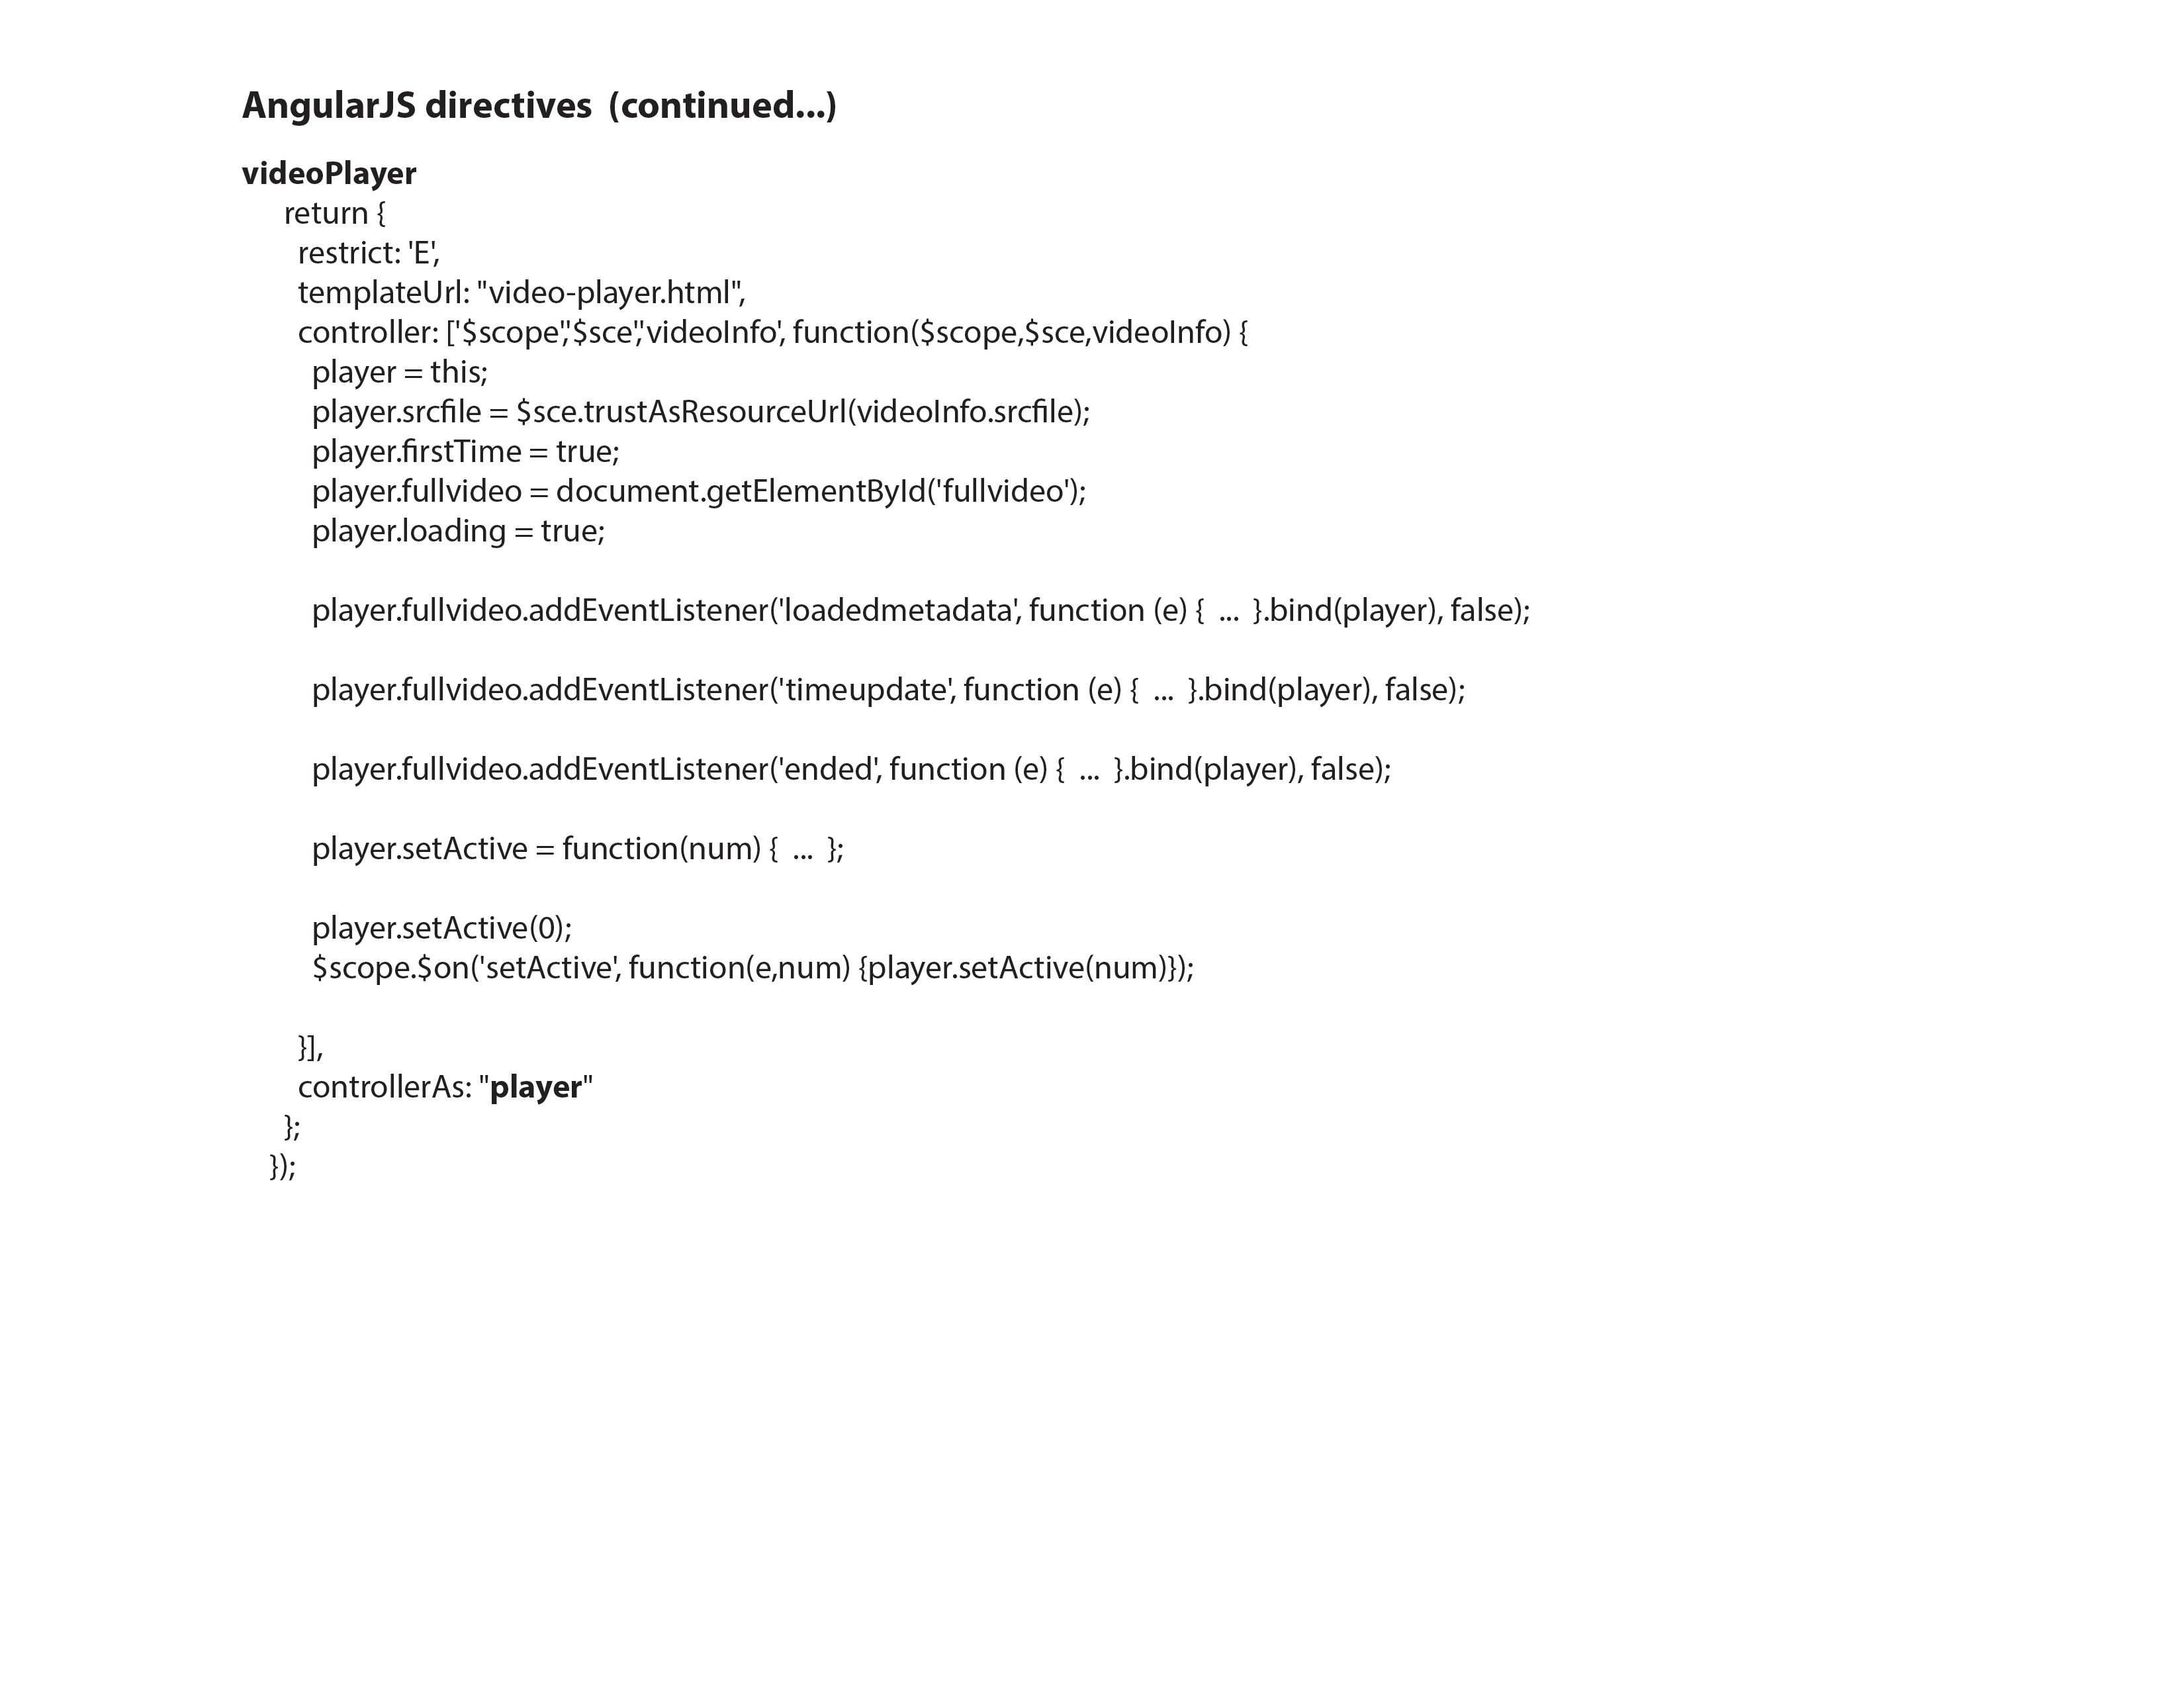 AngularJS directives  (continued...)
videoPlayer
return {
restrict: 'E',
templateUrl: "video-player.html",
controller: ['$scope','$sce','videoInfo', function($scope,$sce,videoInfo) {
player = this;
player.srcfile = $sce.trustAsResourceUrl(videoInfo.srcfile);
player.firstTime = true;
player.fullvideo = document.getElementById('fullvideo');
player.loading = true;
player.fullvideo.addEventListener('loadedmetadata', function (e) {  ...  }.bind(player), false);
player.fullvideo.addEventListener('timeupdate', function (e) {  ...  }.bind(player), false);
player.fullvideo.addEventListener('ended', function (e) {  ...  }.bind(player), false);
player.setActive = function(num) {  ...  };
player.setActive(0);
$scope.$on('setActive', function(e,num) {player.setActive(num)});
}],
controllerAs: "player"
};
});